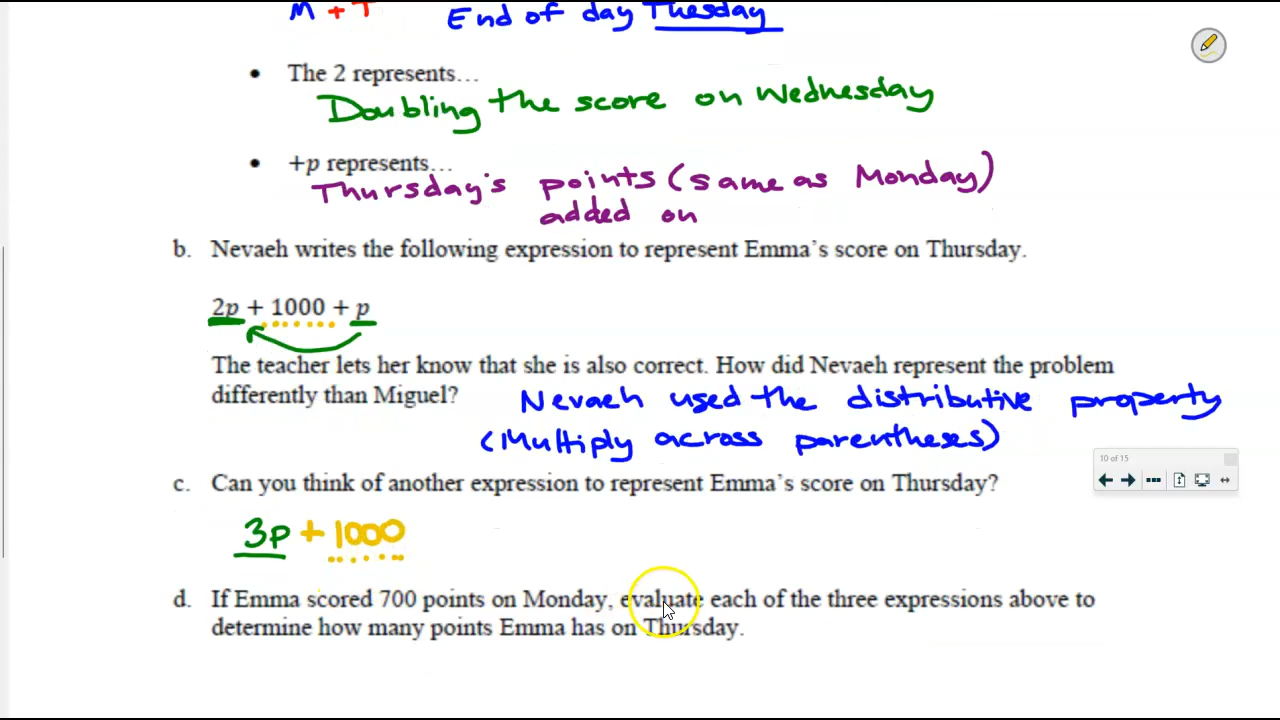 M + T End of day Tuesday
• The 2 represents...
Doubling the score on Wednesday
• +p represents...
Thursday's points (same as Monday)
added on
b. Nevaeh writes the following expression to represent Emma's score on Thursday.
2p + 1000 + p
The teacher lets her know that she is also correct. How did Nevaeh represent the problem
differently than Miguel? Nevaeh used the distributive property
(Multiply across parentheses)
10 of 15
c. Can you think of another expression to represent Emma's score on Thursday?
3p + 1000
d. If Emma scored 700 points on Monday, evaluate each of the three expressions above to
determine how many points Emma has on Thursday.